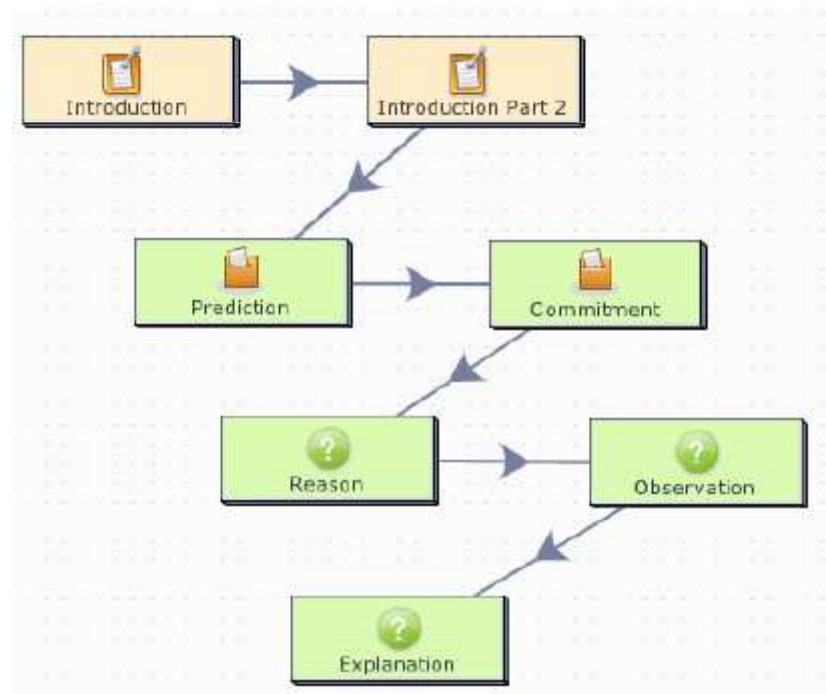 Introduction
Introduction Part 2
Prediction
Commitment
Reason
Observation
Explanation